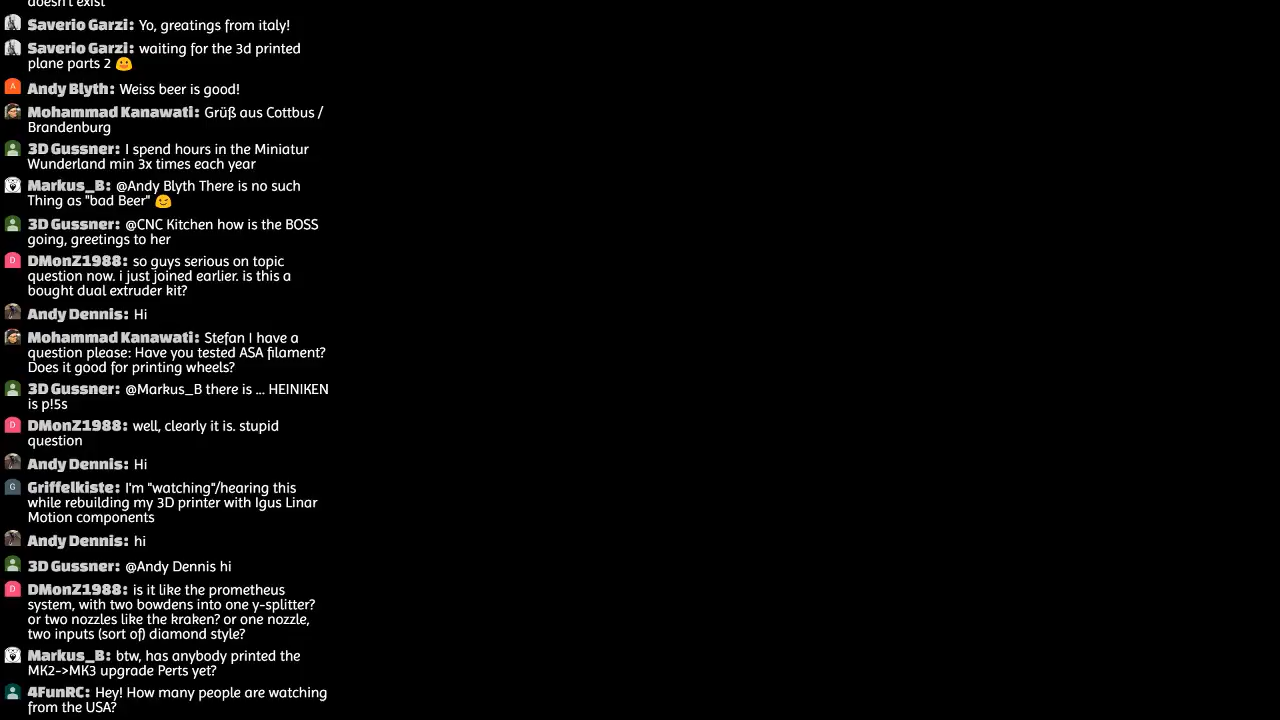 doesn't exist
Saverio Garzi: Yo, greatings from italy!
Saverio Garzi: waiting for the 3d printed
plane parts 2 😀
A
Andy Blyth: Weiss beer is good!
Mohammad Kanawati: Grüß aus Cottbus /
Brandenburg
3D Gussner: I spend hours in the Miniatur
Wunderland min 3x times each year
Markus_B: @Andy Blyth There is no such
Thing as "bad Beer" 😉
3D Gussner: @CNC Kitchen how is the BOSS
going, greetings to her
D
DMonZ1988: so guys serious on topic
question now. i just joined earlier. is this a
bought dual extruder kit?
Andy Dennis: Hi
Mohammad Kanawati: Stefan I have a
question please: Have you tested ASA filament?
Does it good for printing wheels?
3D Gussner: @Markus_B there is ... HEINIKEN
is p!5s
D
DMonZ1988: well, clearly it is. stupid
question
Andy Dennis: Hi
G
Griffelkiste: I'm "watching"/hearing this
while rebuilding my 3D printer with Igus Linar
Motion components
Andy Dennis: hi
3D Gussner: @Andy Dennis hi
D
DMonZ1988: is it like the prometheus
system, with two bowdens into one y-splitter?
or two nozzles like the kraken? or one nozzle,
two inputs (sort of) diamond style?
Markus_B: btw, has anybody printed the
MK2->MK3 upgrade Perts yet?
4FunRC: Hey! How many people are watching
from the USA?